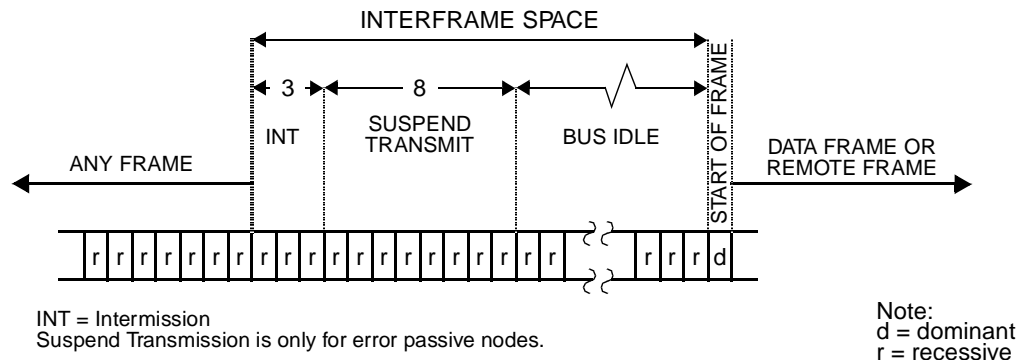 INTERFRAME SPACE
3
8
INT
SUSPEND
TRANSMIT
BUS IDLE
START OF FRAME
ANY FRAME
DATA FRAME OR
REMOTE FRAME
r r r r r r r r r r r r r r r r r r r r r r r d
INT = Intermission
Suspend Transmission is only for error passive nodes.
Note:
d = dominant
r = recessive